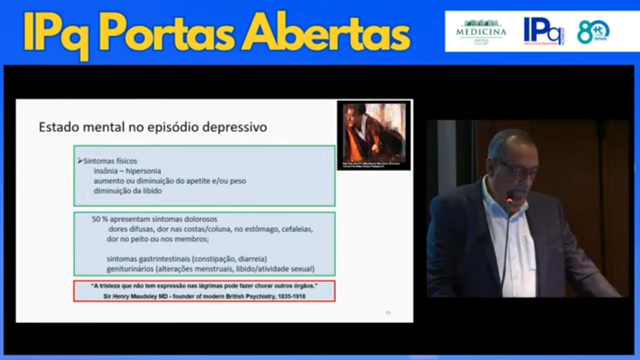 IPq Portas Abertas
MEDICINA
USP
IPq
80
anos
Estado mental no episódio depressivo
➢Sintomas físicos
insônia – hipersonia
aumento ou diminuição do apetite e/ou peso
diminuição da libido
50 % apresentam sintomas dolorosos
dores difusas, dor nas costas/coluna, no estômago, cefaleias,
dor no peito ou nos membros;
sintomas gastrintestinais (constipação, diarreia)
geniturinários (alterações menstruais, libido/atividade sexual)
"A tristeza que não tem expressão nas lágrimas pode fazer chorar outros órgãos."
Sir Henry Maudsley MD - founder of modern British Psychiatry, 1835-1918